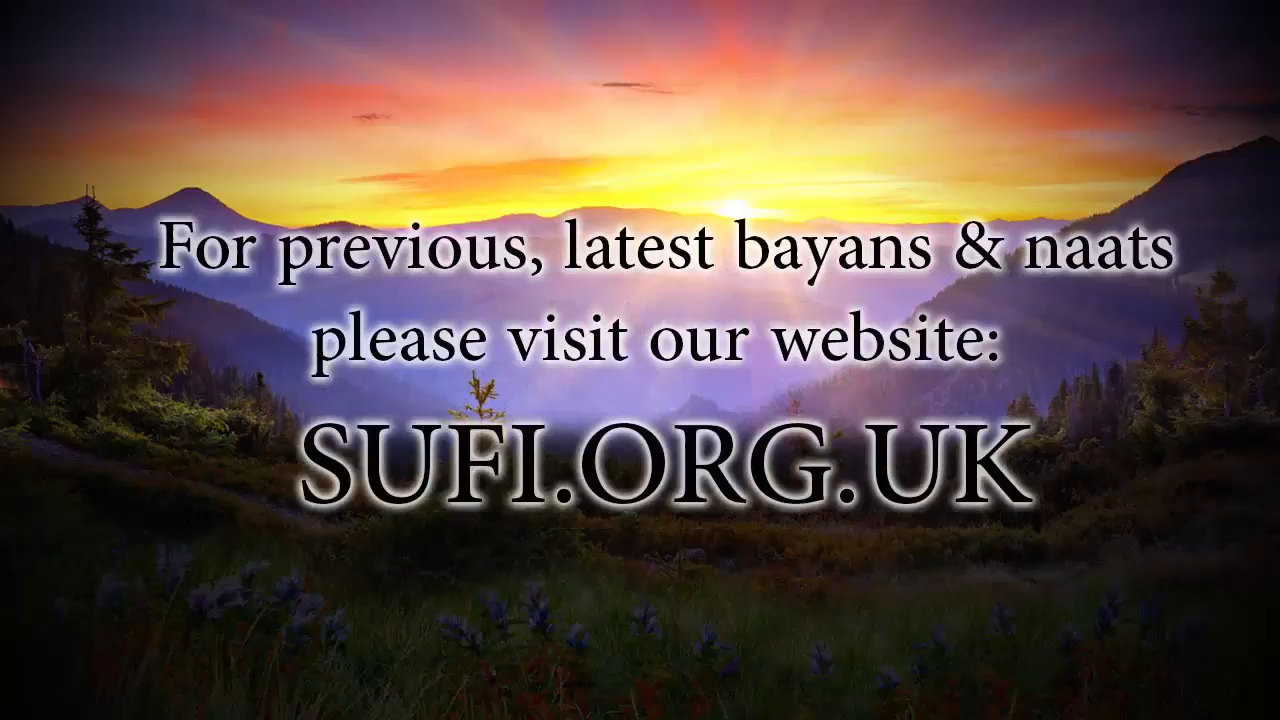 For previous, latest bayans & naats
please visit our website:
SUFI.ORG.UK